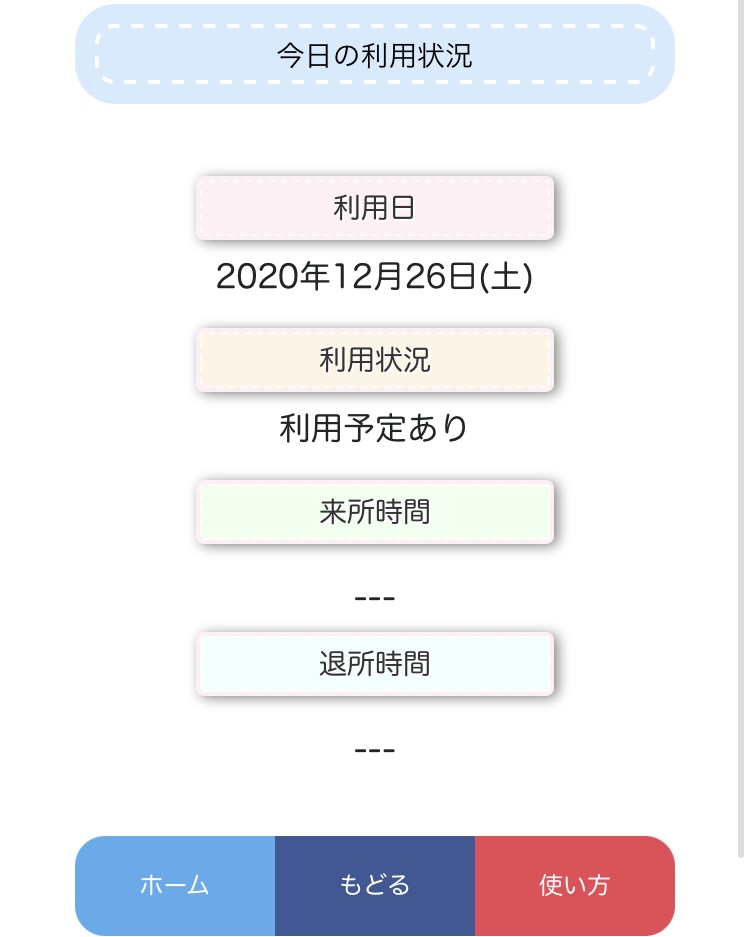 今日の利用状況
利用日
2020年12月26日(土)
利用状況
利用予定あり
来所時間
---
退所時間
---
ホーム
もどる
使い方